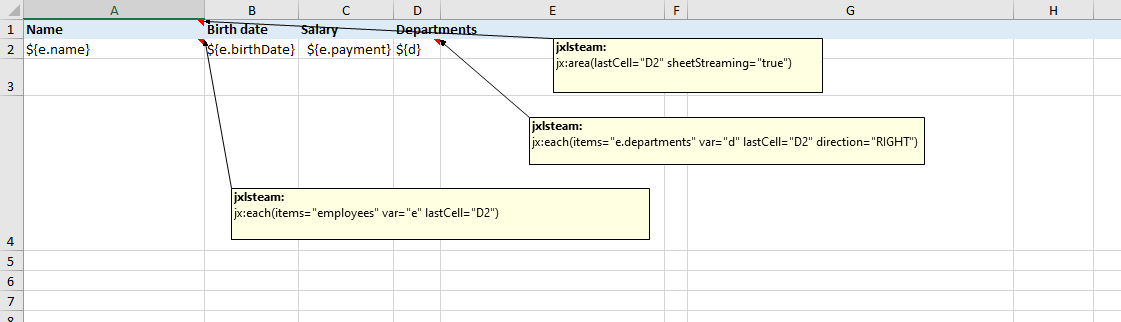 A B C D E F G H
1 Name Birth date Salary Departments
2 ${e.name} ${e.birthDate} ${e.payment} ${d}
jxlsteam:
jx:area(lastCell="D2" sheetStreaming="true")
3
jxlsteam:
jx:each(items="e.departments" var="d" lastCell="D2" direction="RIGHT")
jxlsteam:
jx:each(items="employees" var="e" lastCell="D2")
4
5
6
7
8